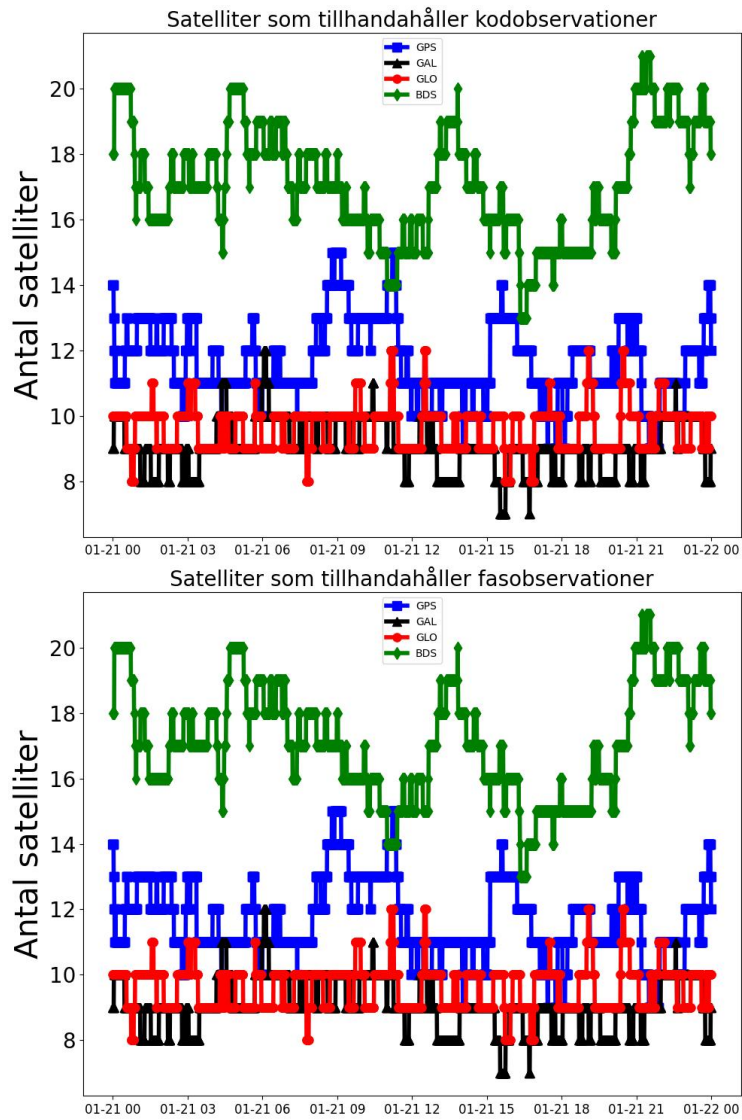 Satelliter som tillhandahåller kodobservationer
GPS
GAL
GLO
BDS
Antal satelliter
20
18
16
14
12
10
8
01-21 00 01-21 03 01-21 06 01-21 09 01-21 12 01-21 15 01-21 18 01-21 21 01-22 00
Satelliter som tillhandahåller fasobservationer
GPS
GAL
GLO
BDS
Antal satelliter
20
18
16
14
12
10
8
01-21 00 01-21 03 01-21 06 01-21 09 01-21 12 01-21 15 01-21 18 01-21 21 01-22 00